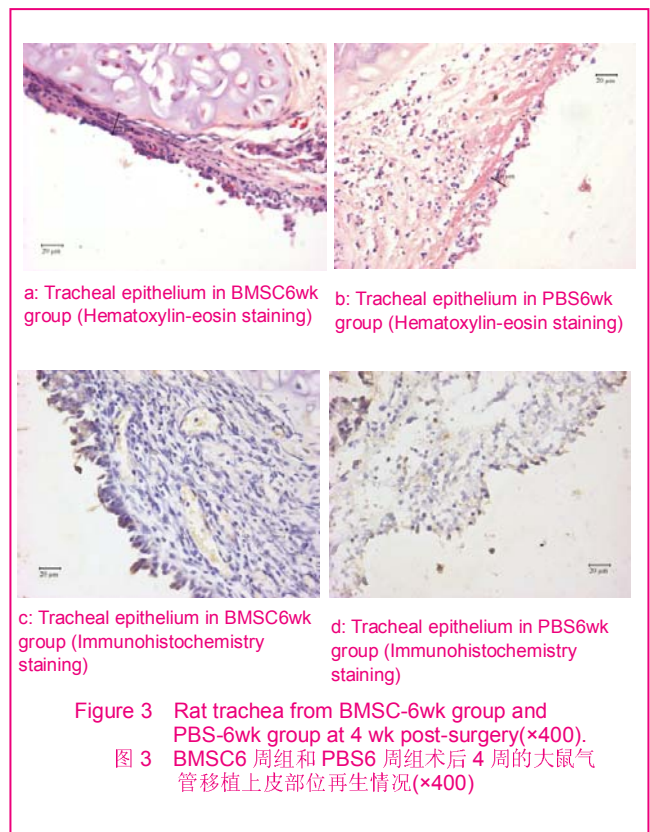 20 μm
20 μm
20 μm
a: Tracheal epithelium in BMSC6wk
group (Hematoxylin-eosin staining)
b: Tracheal epithelium in PBS6wk
group (Hematoxylin-eosin staining)
20 μm
20 μm
c: Tracheal epithelium in BMSC6wk
group (Immunohistochemistry
staining)
d: Tracheal epithelium in PBS6wk
group (Immunohistochemistry
staining)
Figure 3 Rat trachea from BMSC-6wk group and
PBS-6wk group at 4 wk post-surgery(×400).
图 3 BMSC6 周组和 PBS6 周组术后 4 周的大鼠气
管移植上皮部位再生情况(×400)